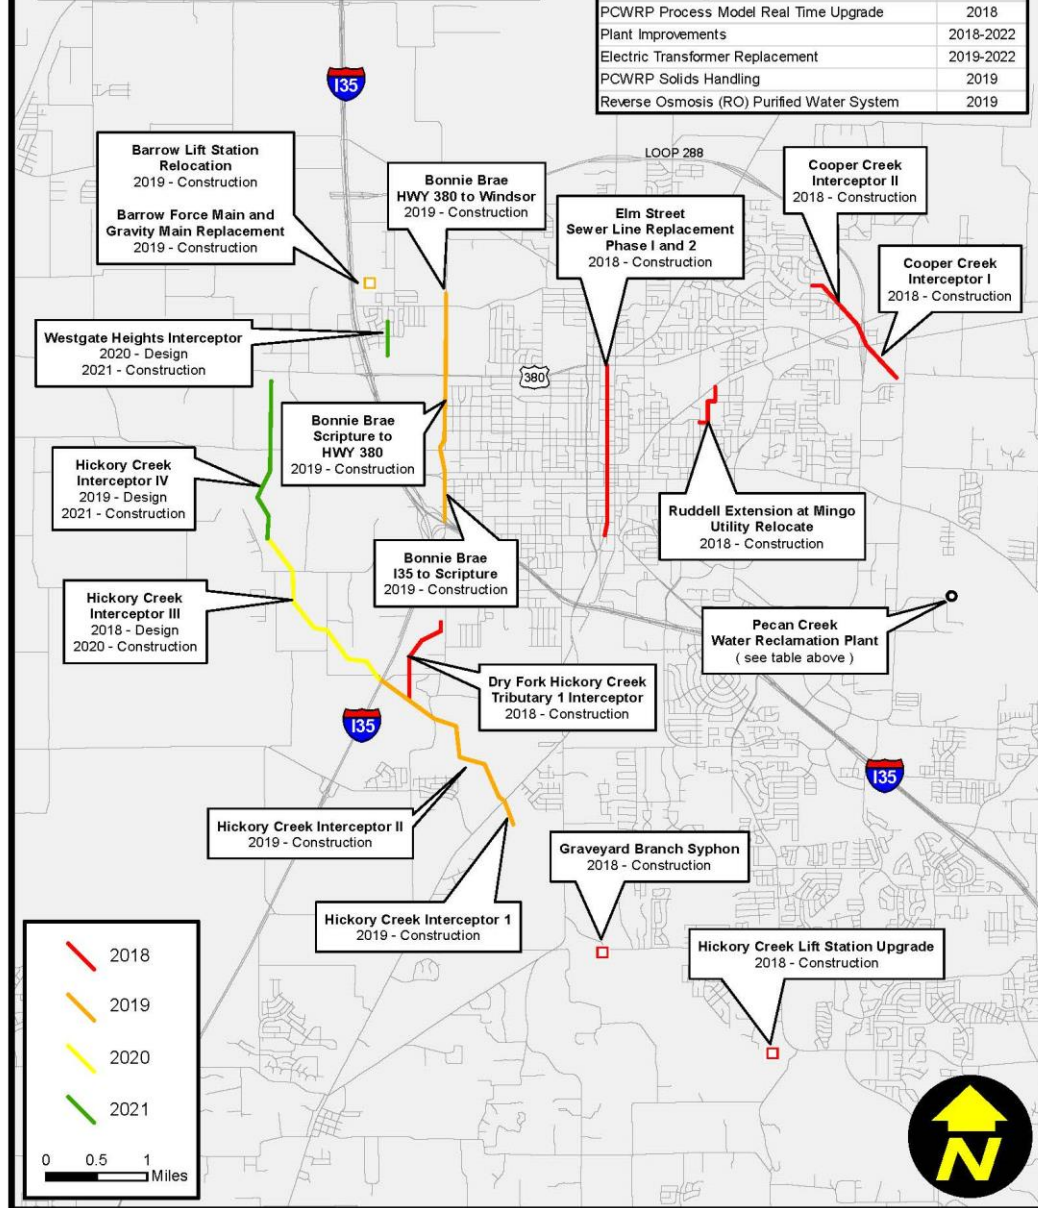 PCWRP Process Model Real Time Upgrade 2018
Plant Improvements 2018-2022
Electric Transformer Replacement 2019-2022
PCWRP Solids Handling 2019
Reverse Osmosis (RO) Purified Water System 2019
I35
LOOP 288
Barrow Lift Station
Relocation
2019 - Construction
Barrow Force Main and
Gravity Main Replacement
2019 - Construction
Bonnie Brae
HWY 380 to Windsor
2019 - Construction
Elm Street
Sewer Line Replacement
Phase I and 2
2018 - Construction
Cooper Creek
Interceptor II
2018 - Construction
Cooper Creek
Interceptor I
2018 - Construction
Westgate Heights Interceptor
2020 - Design
2021 - Construction
380
Bonnie Brae
Scripture to
HWY 380
2019 - Construction
Hickory Creek
Interceptor IV
2019 - Design
2021 - Construction
Ruddell Extension at Mingo
Utility Relocate
2018 - Construction
Bonnie Brae
I35 to Scripture
2019 - Construction
Hickory Creek
Interceptor III
2018 - Design
2020 - Construction
Pecan Creek
Water Reclamation Plant
( see table above )
Dry Fork Hickory Creek
Tributary 1 Interceptor
2018 - Construction
I35
I35
Hickory Creek Interceptor II
2019 - Construction
Graveyard Branch Syphon
2018 - Construction
Hickory Creek Interceptor 1
2019 - Construction
Hickory Creek Lift Station Upgrade
2018 - Construction
2018
2019
2020
2021
0 0.5 1
Miles
N